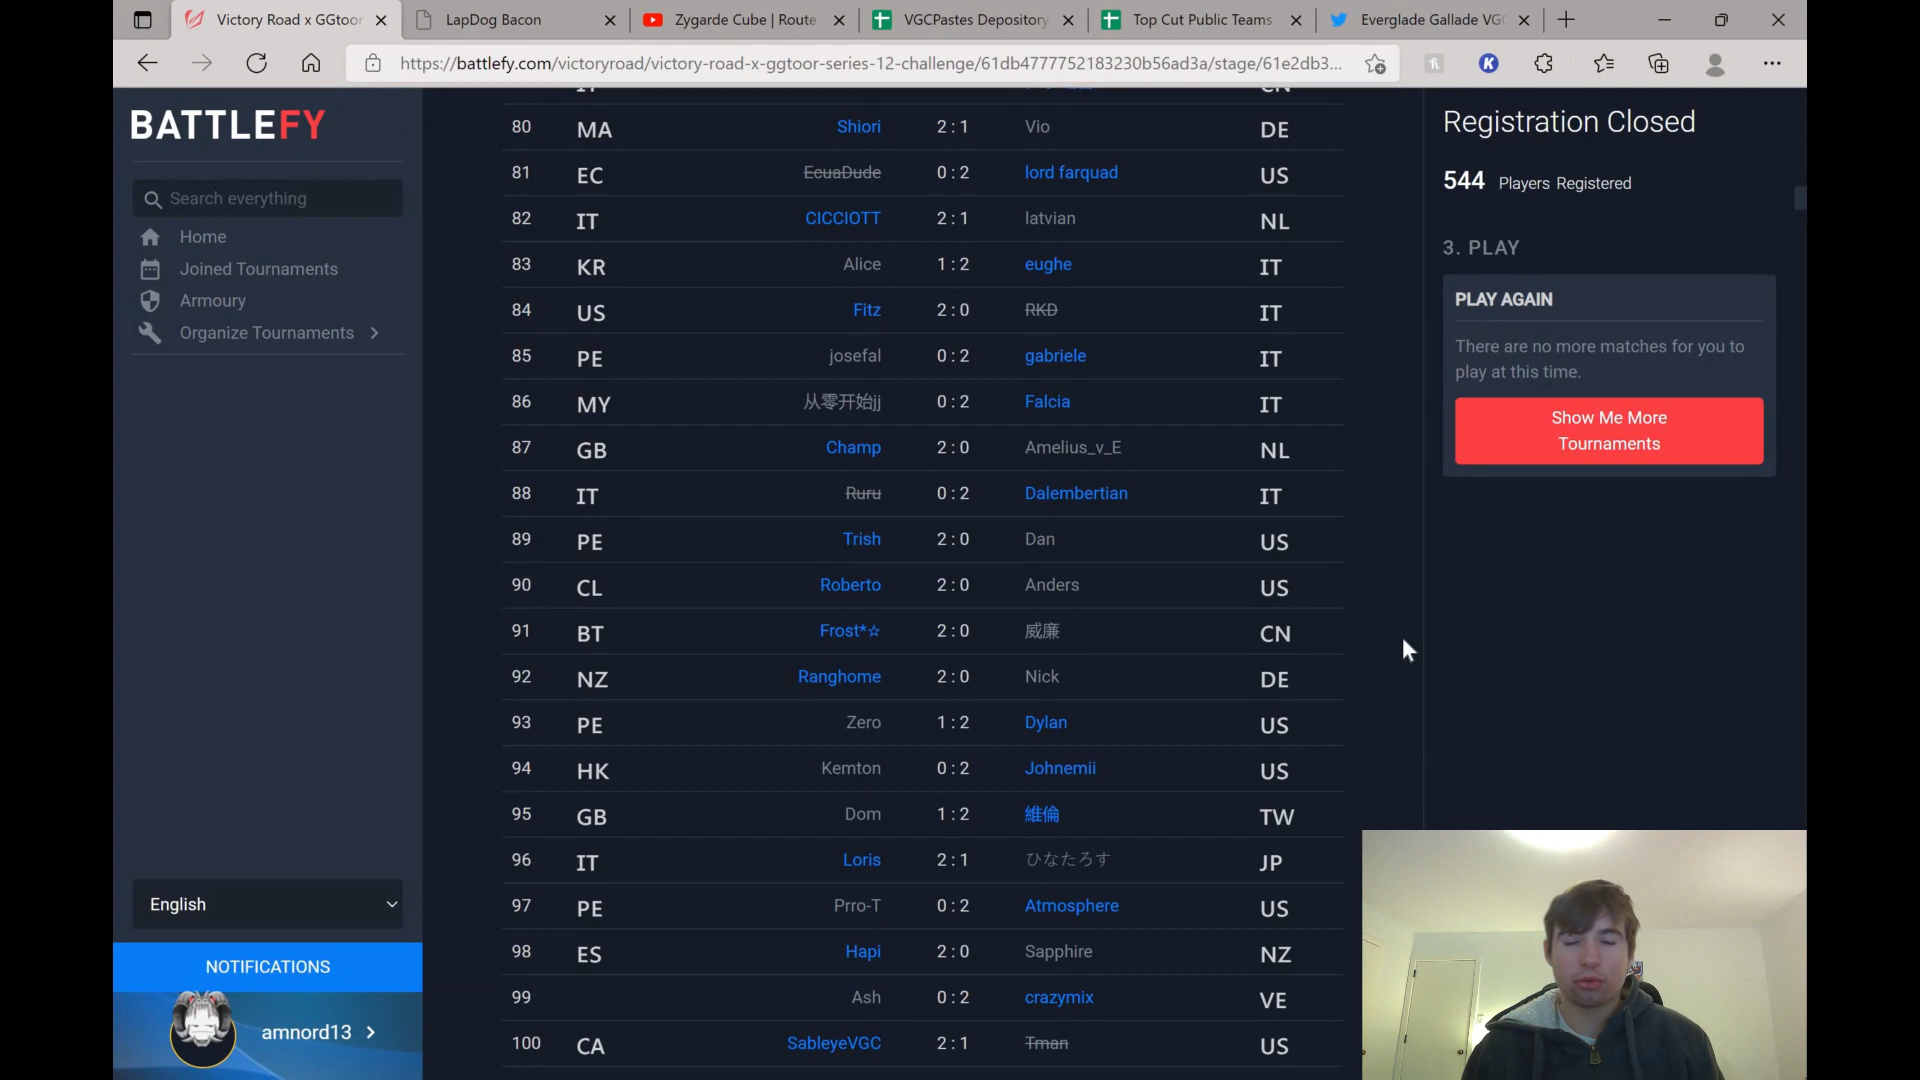 Victory Road x GGtoor
LapDog Bacon
Zygarde Cube | Route
VGCPastes Depository
Top Cut Public Teams
Everglade Gallade VGC
https://battlefy.com/victoryroad/victory-road-x-ggtoor-series-12-challenge/61db4777752183230b56ad3a/stage/61e2db3...
BATTLEFY
Search everything
Home
Joined Tournaments
Armoury
Organize Tournaments
English
NOTIFICATIONS
amnord13
80 MA Shiori 2 : 1 Vio DE
81 EC EcuaDude 0 : 2 lord farquad US
82 IT CICCIOTT 2 : 1 latvian NL
83 KR Alice 1 : 2 eughe IT
84 US Fitz 2 : 0 RKD IT
85 PE josefal 0 : 2 gabriele IT
86 MY 从零开始jj 0 : 2 Falcia IT
87 GB Champ 2 : 0 Amelius_v_E NL
88 IT Ruru 0 : 2 Dalembertian IT
89 PE Trish 2 : 0 Dan US
90 CL Roberto 2 : 0 Anders US
91 BT Frost*☆ 2 : 0 威廉 CN
92 NZ Ranghome 2 : 0 Nick DE
93 PE Zero 1 : 2 Dylan US
94 HK Kemton 0 : 2 Johnemii US
95 GB Dom 1 : 2 維倫 TW
96 IT Loris 2 : 1 ひなたろす JP
97 PE Prro-T 0 : 2 Atmosphere US
98 ES Hapi 2 : 0 Sapphire NZ
99 Ash 0 : 2 crazymix VE
100 CA SableyeVGC 2 : 1 Tman US
Registration Closed
544 Players Registered
3. PLAY
PLAY AGAIN
There are no more matches for you to
play at this time.
Show Me More
Tournaments